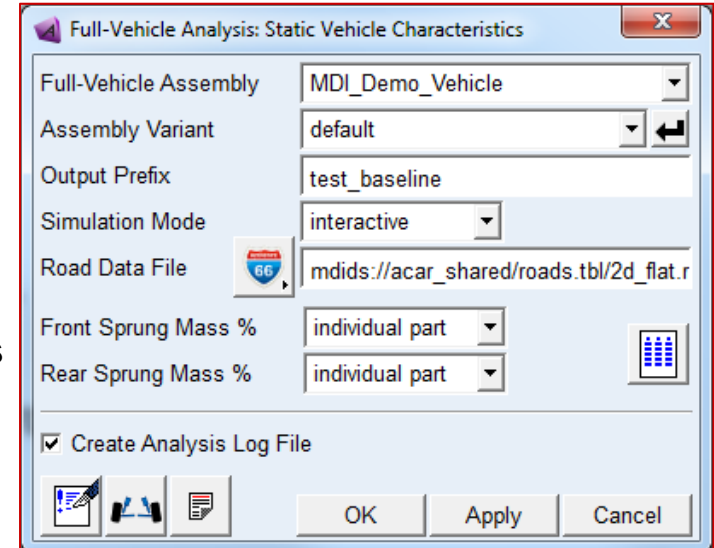 Full-Vehicle Analysis: Static Vehicle Characteristics
Full-Vehicle Assembly MDI_Demo_Vehicle
Assembly Variant default
Output Prefix test_baseline
Simulation Mode interactive
Road Data File 66 mdids://acar_shared/roads.tbl/2d_flat.r
Front Sprung Mass % individual part
s
Rear Sprung Mass % individual part
Create Analysis Log File
OK Apply Cancel